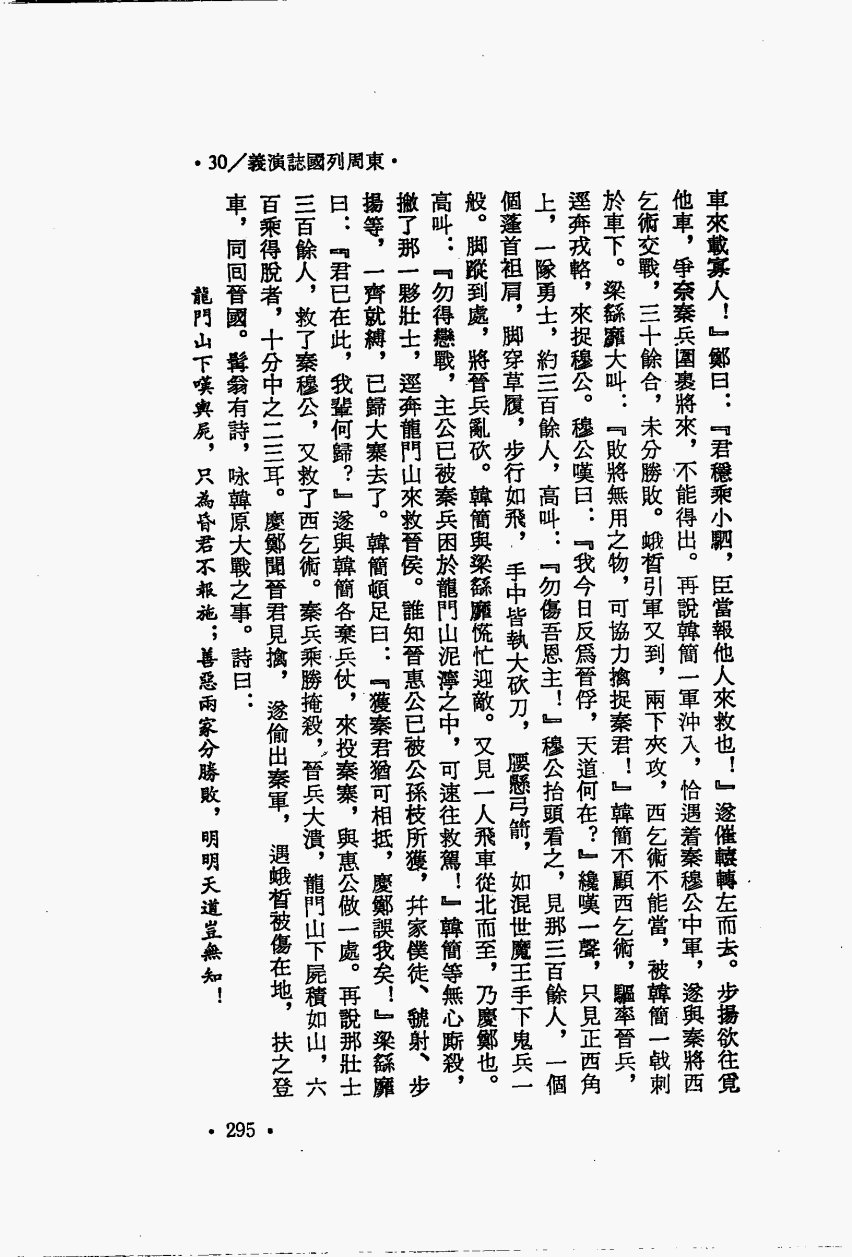 ·東周列國誌演義/30·
車來載寡人！』鄭曰：『君穩乘小駟，臣當報他人來救也！』遂催轅轉左而去。步揚欲往覓
他車，爭奈秦兵圍裹將來，不能得出。再說韓簡一軍沖入，恰遇着秦穆公中軍，遂與秦將西
乞術交戰，三十餘合，未分勝敗。蛾晳引軍又到，兩下夾攻，西乞術不能當，被韓簡一戟刺
於車下。梁繇靡大叫：『敗將無用之物，可協力擒捉秦君！』韓簡不顧西乞術，驅率晉兵，
逕奔戎輅，來捉穆公。穆公嘆曰：『我今日反爲晉俘，天道何在？』纔嘆一聲，只見正西角
上，一隊勇士，約三百餘人，高叫：『勿傷吾恩主！』穆公抬頭看之，見那三百餘人，一個
個蓬首袒肩，脚穿草履，步行如飛，手中皆執大砍刀，腰懸弓箭，如混世魔王手下鬼兵一
般。脚蹤到處，將晉兵亂砍。韓簡與梁繇靡慌忙迎敵。又見一人飛車從北而至，乃慶鄭也。
高叫：『勿得戀戰，主公已被秦兵困於龍門山泥濘之中，可速往救駕！』韓簡等無心廝殺，
撇了那一夥壯士，逕奔龍門山來救晉侯。誰知晉惠公已被公孫枝所獲，幷家僕徒、虢射、步
揚等，一齊就縛，已歸大寨去了。韓簡頓足曰：『獲秦君猶可相抵，慶鄭誤我矣！』梁繇靡
曰：『君已在此，我輩何歸？』遂與韓簡各棄兵仗，來投秦寨，與惠公做一處。再說那壯士
三百餘人，救了秦穆公，又救了西乞術。秦兵乘勝掩殺，晉兵大潰，龍門山下屍積如山，六
百乘得脫者，十分中之二三耳。慶鄭聞晉君見擒，遂偷出秦軍，遇蛾晳被傷在地，扶之登
車，同回晉國。髯翁有詩，咏韓原大戰之事。詩曰：
龍門山下嘆輿屍，只為昏君不報施；善惡兩家分勝敗，明明天道豈無知！
·295·